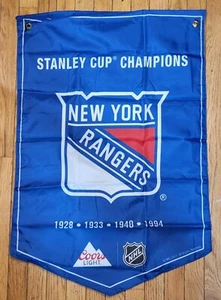 STANLEY CUP® CHAMPIONS
NEW YORK
RANGERS
®
1928 • 1933 • 1940 • 1994
Coors
LIGHT
NHL